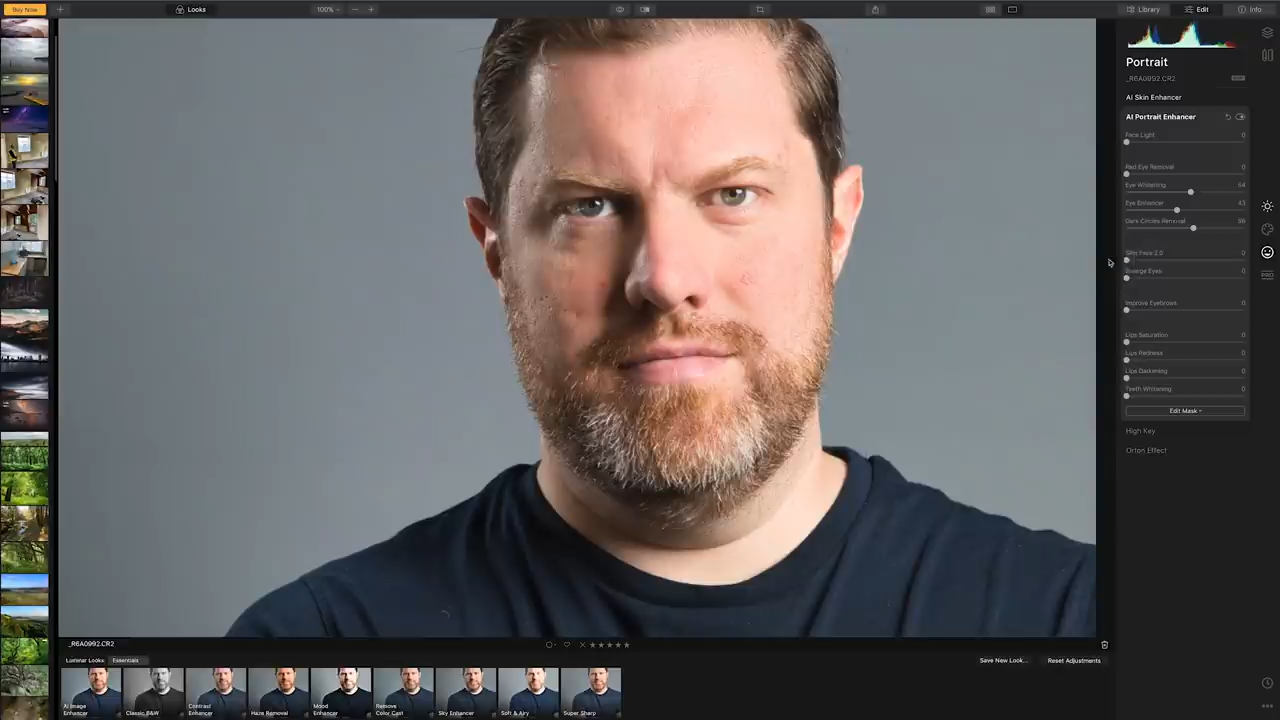 Buy Now
Looks
100%
Library
Edit
Info
Portrait
_R6A0992.CR2
AI Skin Enhancer
AI Portrait Enhancer
Face Light 0
Red Eye Removal 0
Eye Whitening 54
Eye Enhancer 43
Dark Circles Removal 56
Slim Face 2.0 0
Enlarge Eyes 0
Improve Eyebrows 0
Lips Saturation 0
Lips Redness 0
Lips Darkening 0
Teeth Whitening 0
Edit Mask
High Key
Orton Effect
PRO
_R6A0992.CR2
Luminar Looks: Essentials
Save New Look...
Reset Adjustments
AI Image Enhancer
Classic B&W
Contrast Enhancer
Haze Removal
Mood Enhancer
Remove Color Cast
Sky Enhancer
Soft & Airy
Super Sharp